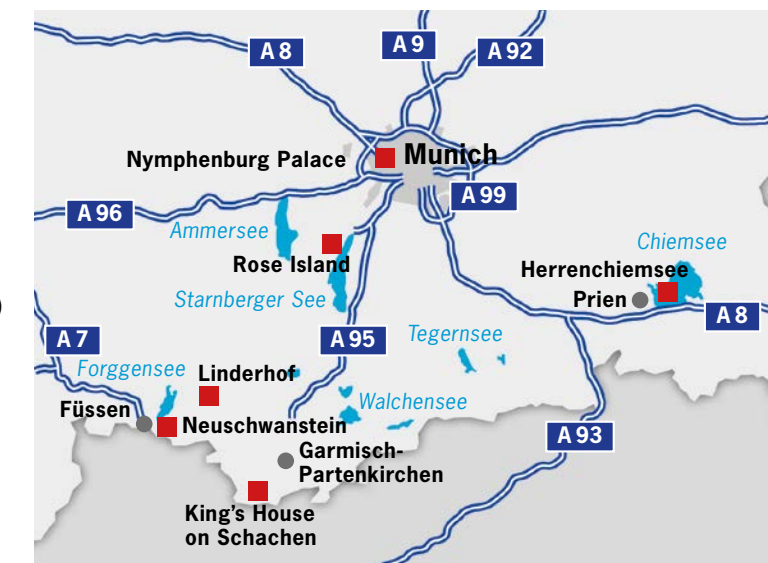 A 8
A 9
A 92
Nymphenburg Palace
Munich
A 99
A 96
Ammersee
Rose Island
Starnberger See
Chiemsee
Herrenchiemsee
Prien
A 8
A 7
A 95
Tegernsee
Forggensee
Linderhof
Walchensee
Füssen
Neuschwanstein
A 93
Garmisch-
Partenkirchen
King's House
on Schachen